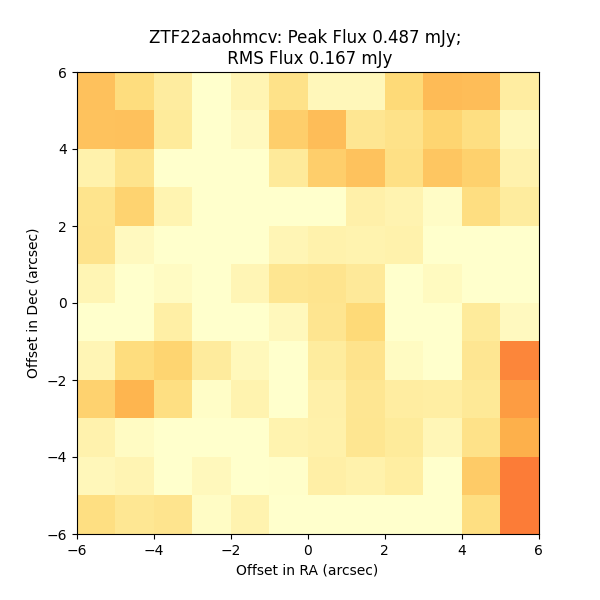 ZTF22aaohmcv: Peak Flux 0.487 mJy;
RMS Flux 0.167 mJy
6
4
2
0
−2
−4
−6
Offset in Dec (arcsec)
−6 −4 −2 0 2 4 6
Offset in RA (arcsec)